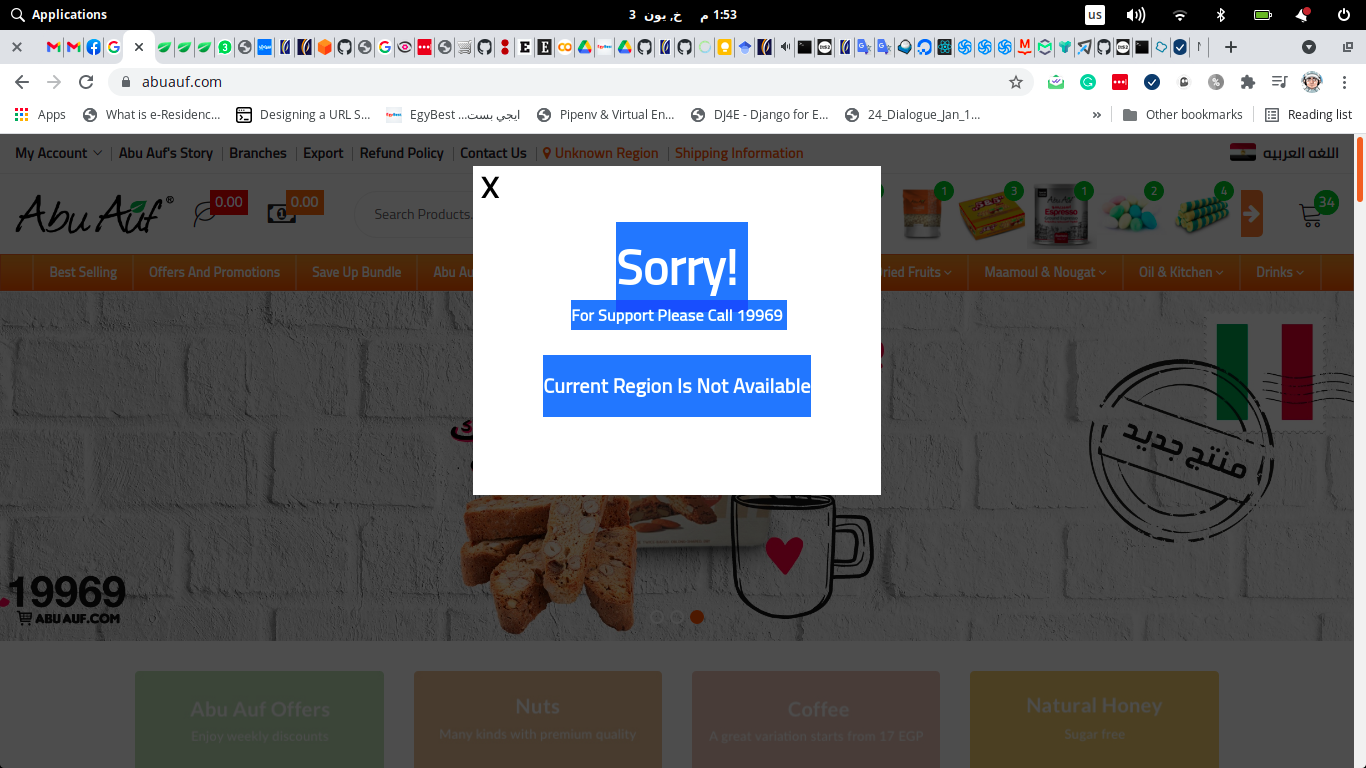 Applications
3 خ, يون  1:53 م
us
abuauf.com
Apps
What is e-Residenc...
Designing a URL S...
EgyBest ...ايجي بست
Pipenv & Virtual En...
DJ4E - Django for E...
24_Dialogue_Jan_1...
»
Other bookmarks
Reading list
My Account
Abu Auf's Story
Branches
Export
Refund Policy
Contact Us
Unknown Region
Shipping Information
اللغه العربيه
Abu Auf®
0.00
0.00
Search Products.
1
3
1
2
4
34
Best Selling
Offers And Promotions
Save Up Bundle
Abu Au
Dried Fruits
Maamoul & Nougat
Oil & Kitchen
Drinks
X
Sorry!
For Support Please Call 19969
Current Region Is Not Available
منتج جديد
19969
ABUAUF.COM
Abu Auf Offers
Enjoy weekly discounts
Nuts
Many kinds with premium quality
Coffee
A great variation starts from 17 EGP
Natural Honey
Sugar free